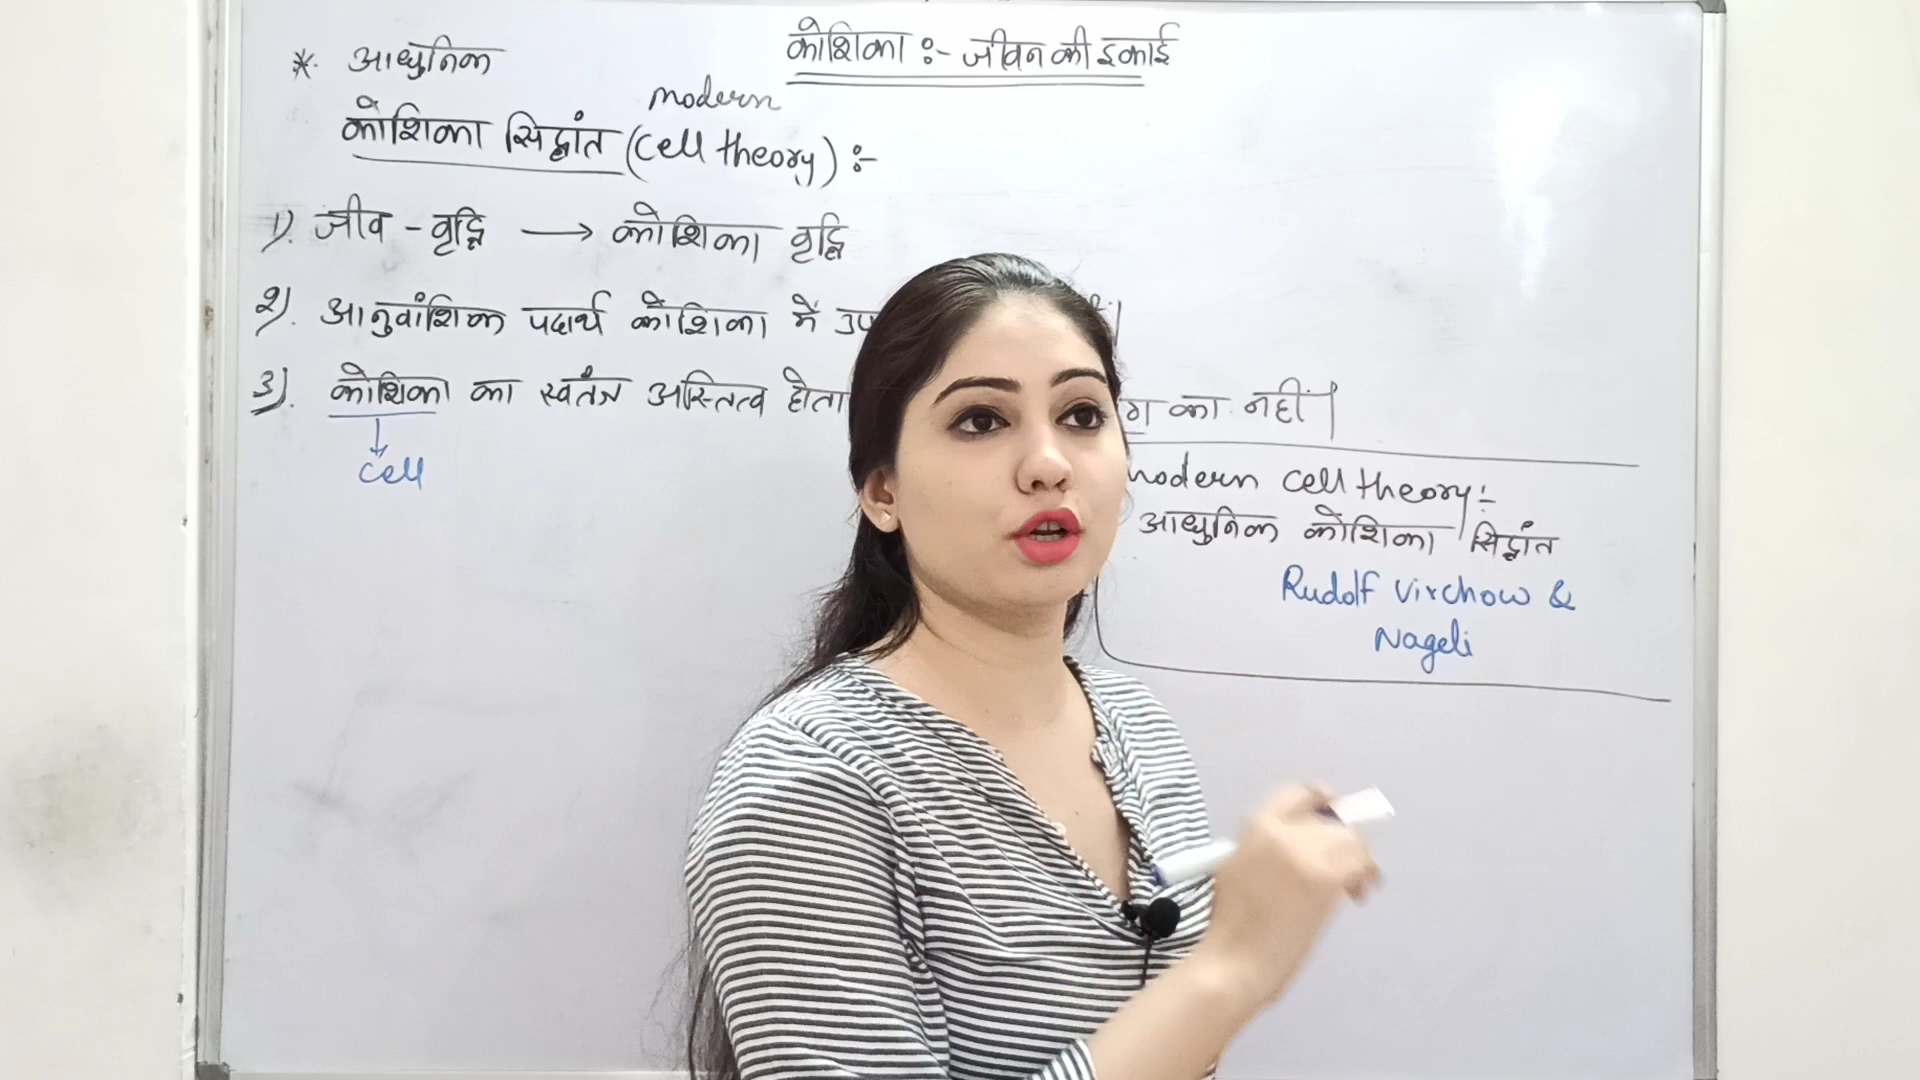 कोशिका :- जीवन की इकाई
* आधुनिक
modern
कोशिका सिद्धांत (cell theory) :-
1). जीव - वृद्धि → कोशिका वृद्धि
2). आनुवांशिक पदार्थ कोशिका में
3). कोशिका का स्वतंत्र अस्तित्व होता का नहीं।
↓
cell
modern cell theory:-
आधुनिक कोशिका सिद्धांत
Rudolf Virchow &
Nageli